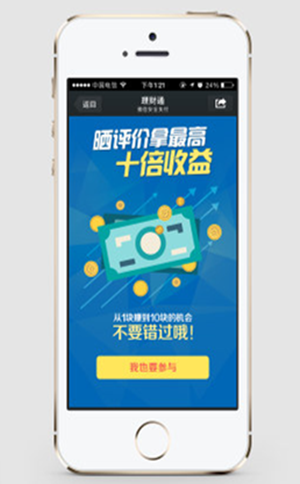 中国电信
下午1:21
24%
返回
理财通
微信安全支付
晒评价拿最高
十倍收益
从1块赚到10块的机会
不要错过哦!
我也要参与